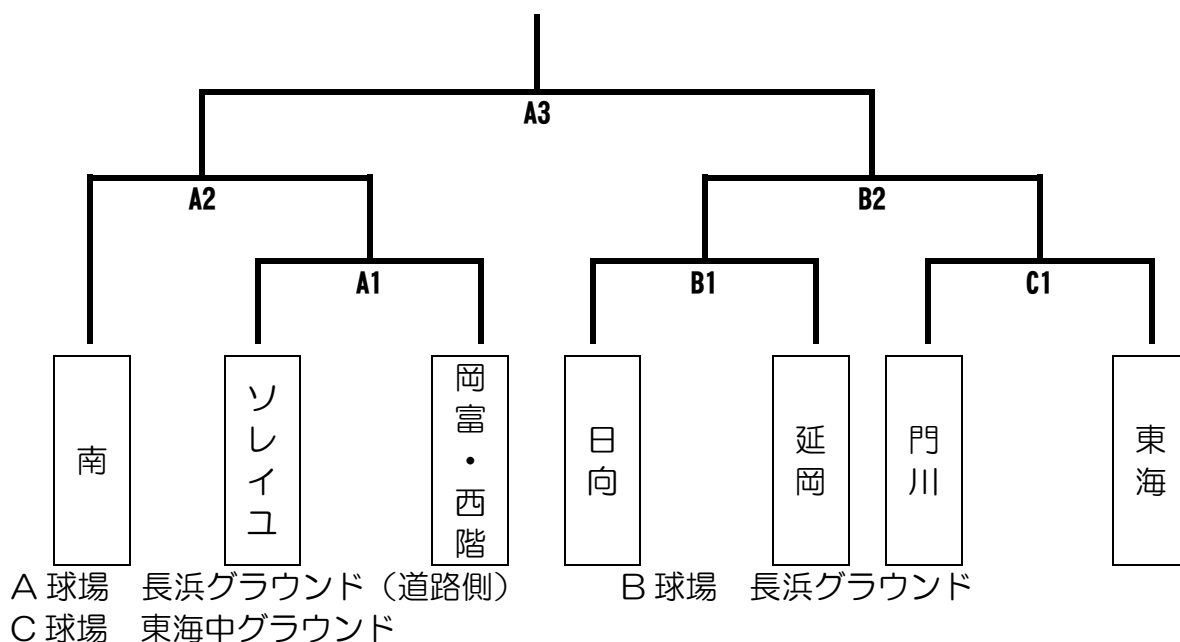 A3
A2
B2
A1
B1
C1
南
ソレイユ
岡富・西階
日向
延岡
門川
東海
A球場 長浜グラウンド（道路側） B球場 長浜グラウンド
C球場 東海中グラウンド